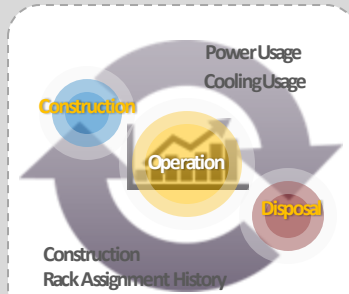 Power Usage
Cooling Usage
Construction
Operation
Disposal
Construction
Rack Assignment History